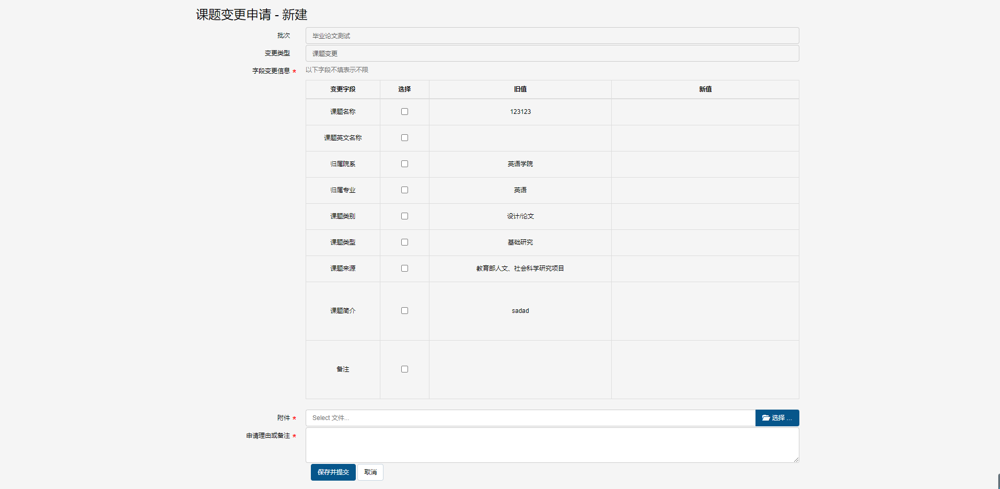 课题变更申请 - 新建
批次 毕业论文测试
变更类型 课题变更
字段变更信息 * 以下字段不填表示不限
变更字段 选择 旧值 新值
课题名称 123123
课题英文名称
归属院系 英语学院
归属专业 英语
课题类别 设计/论文
课题类型 基础研究
课题来源 教育部人文、社会科学研究项目
课题简介 sadad
备注
附件 * Select 文件... 选择 ...
申请理由或备注 *
保存并提交 取消